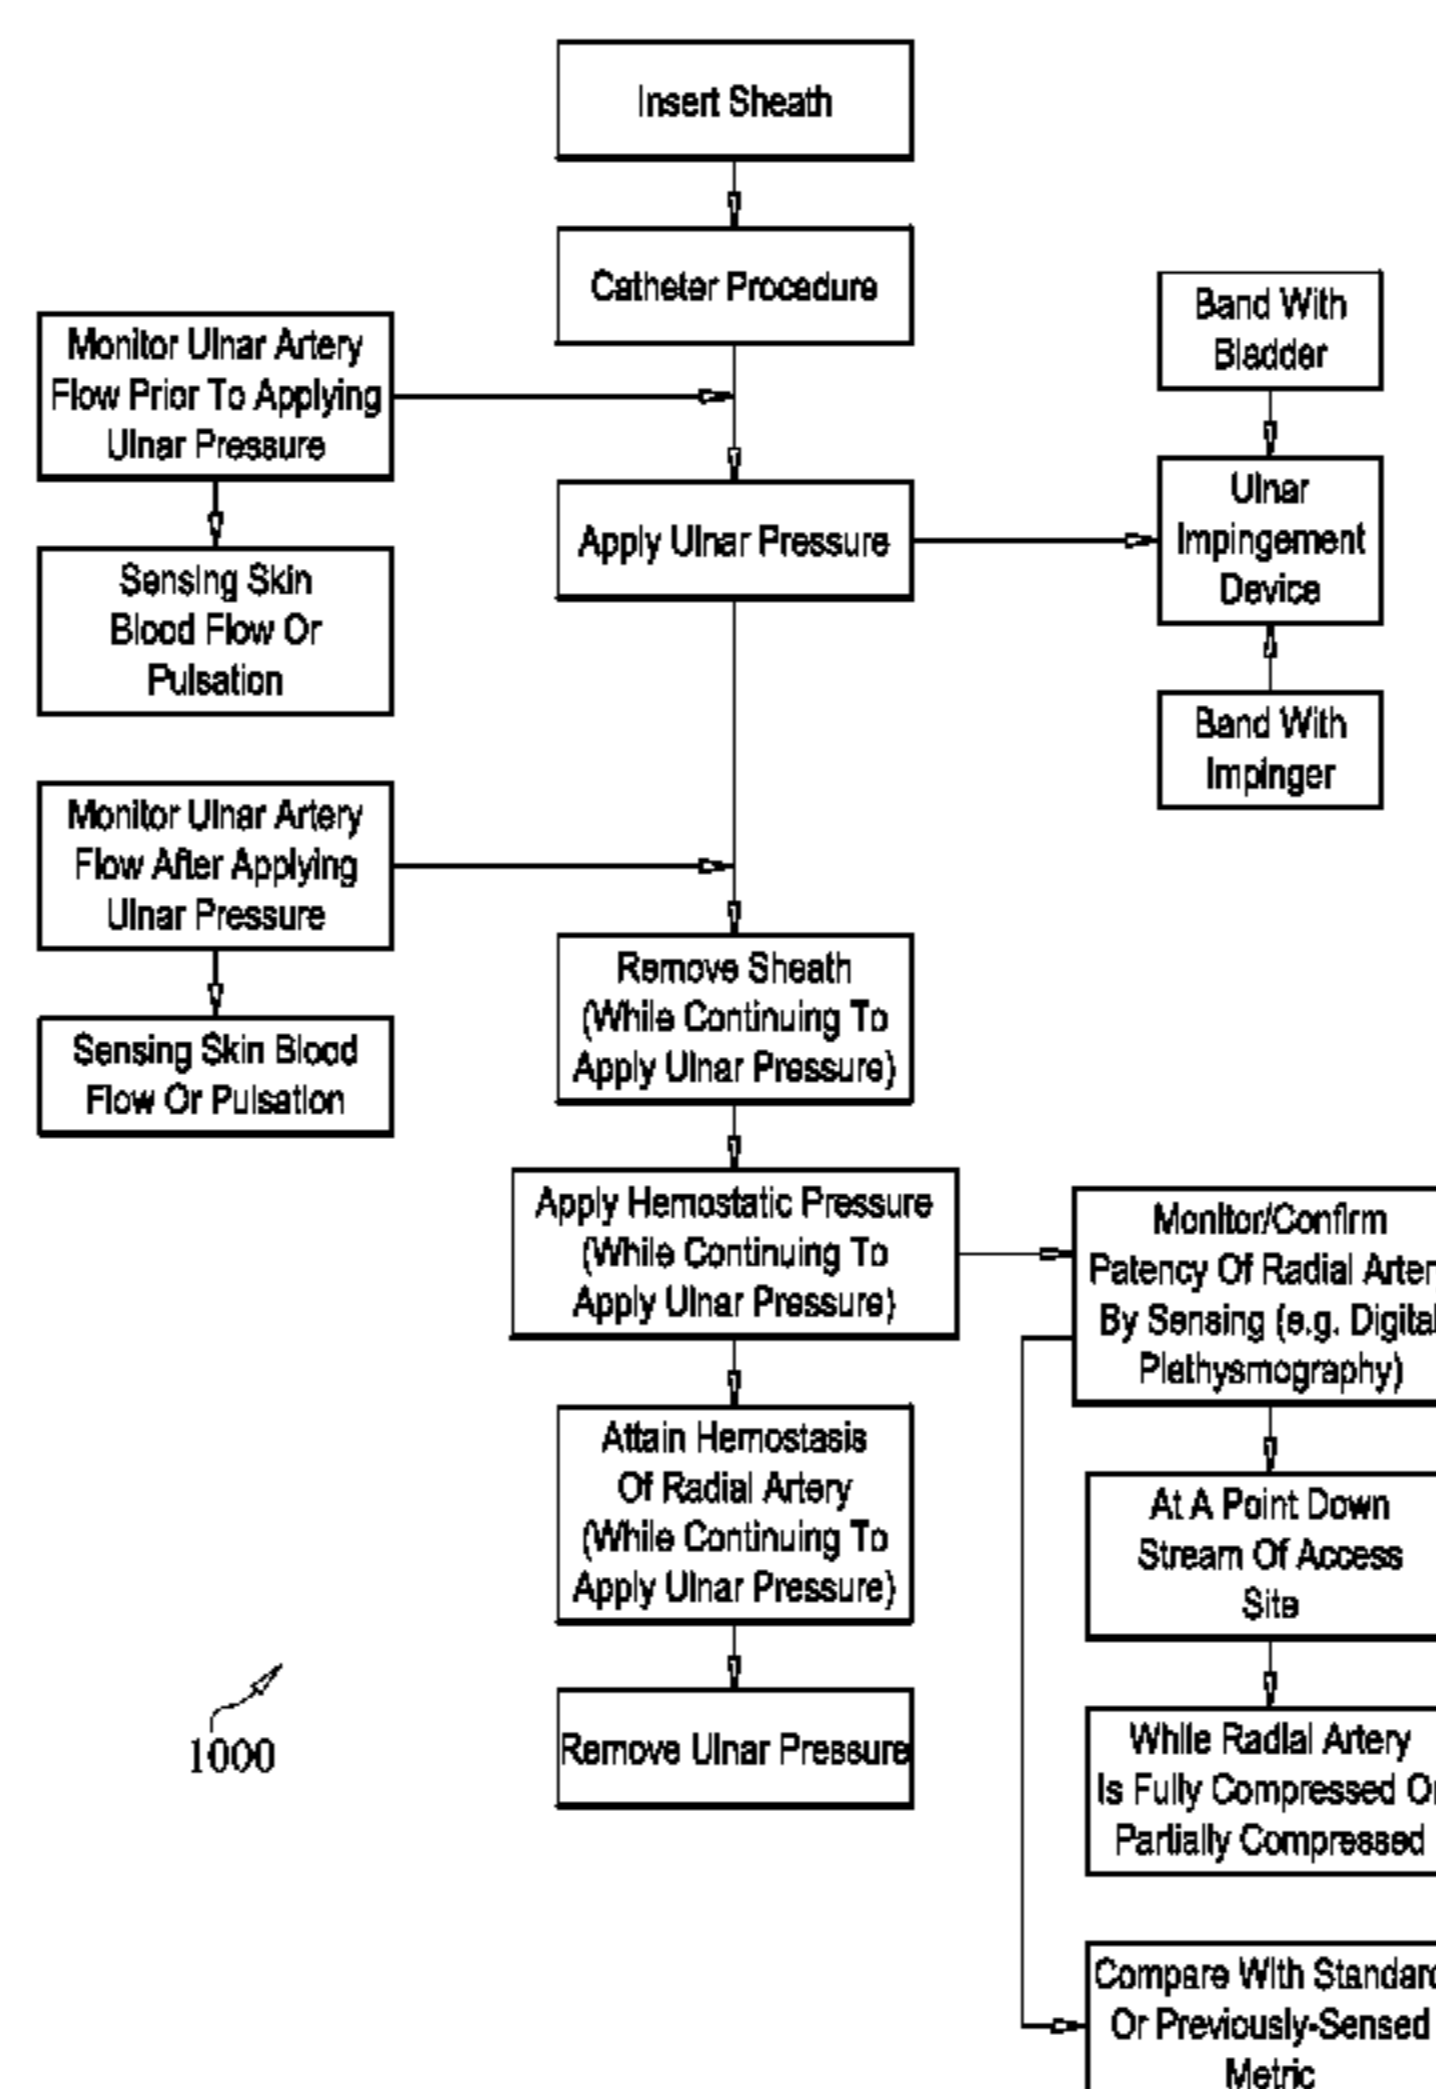 Insert Sheath
Catheter Procedure
Monitor Ulnar Artery
Flow Prior To Applying
Ulnar Pressure
Sensing Skin
Blood Flow Or
Pulsation
Band With
Bladder
Apply Ulnar Pressure
Ulnar
Impingement
Device
Band With
Impinger
Monitor Ulnar Artery
Flow After Applying
Ulnar Pressure
Sensing Skin Blood
Flow Or Pulsation
Remove Sheath
(While Continuing To
Apply Ulnar Pressure)
Apply Hemostatic Pressure
(While Continuing To
Apply Ulnar Pressure)
Monitor/Confirm
Patency Of Radial
By Sensing (e.g. Digital
Plethysmography)
Attain Hemostasis
Of Radial Artery
(While Continuing To
Apply Ulnar Pressure)
At A Point Down
Stream Of Access
Site
Remove Ulnar Pressure
While Radial Artery
Is Fully Compressed Or
Partially Compressed
Compare With
Or Previously-Sensed
Metric
1000